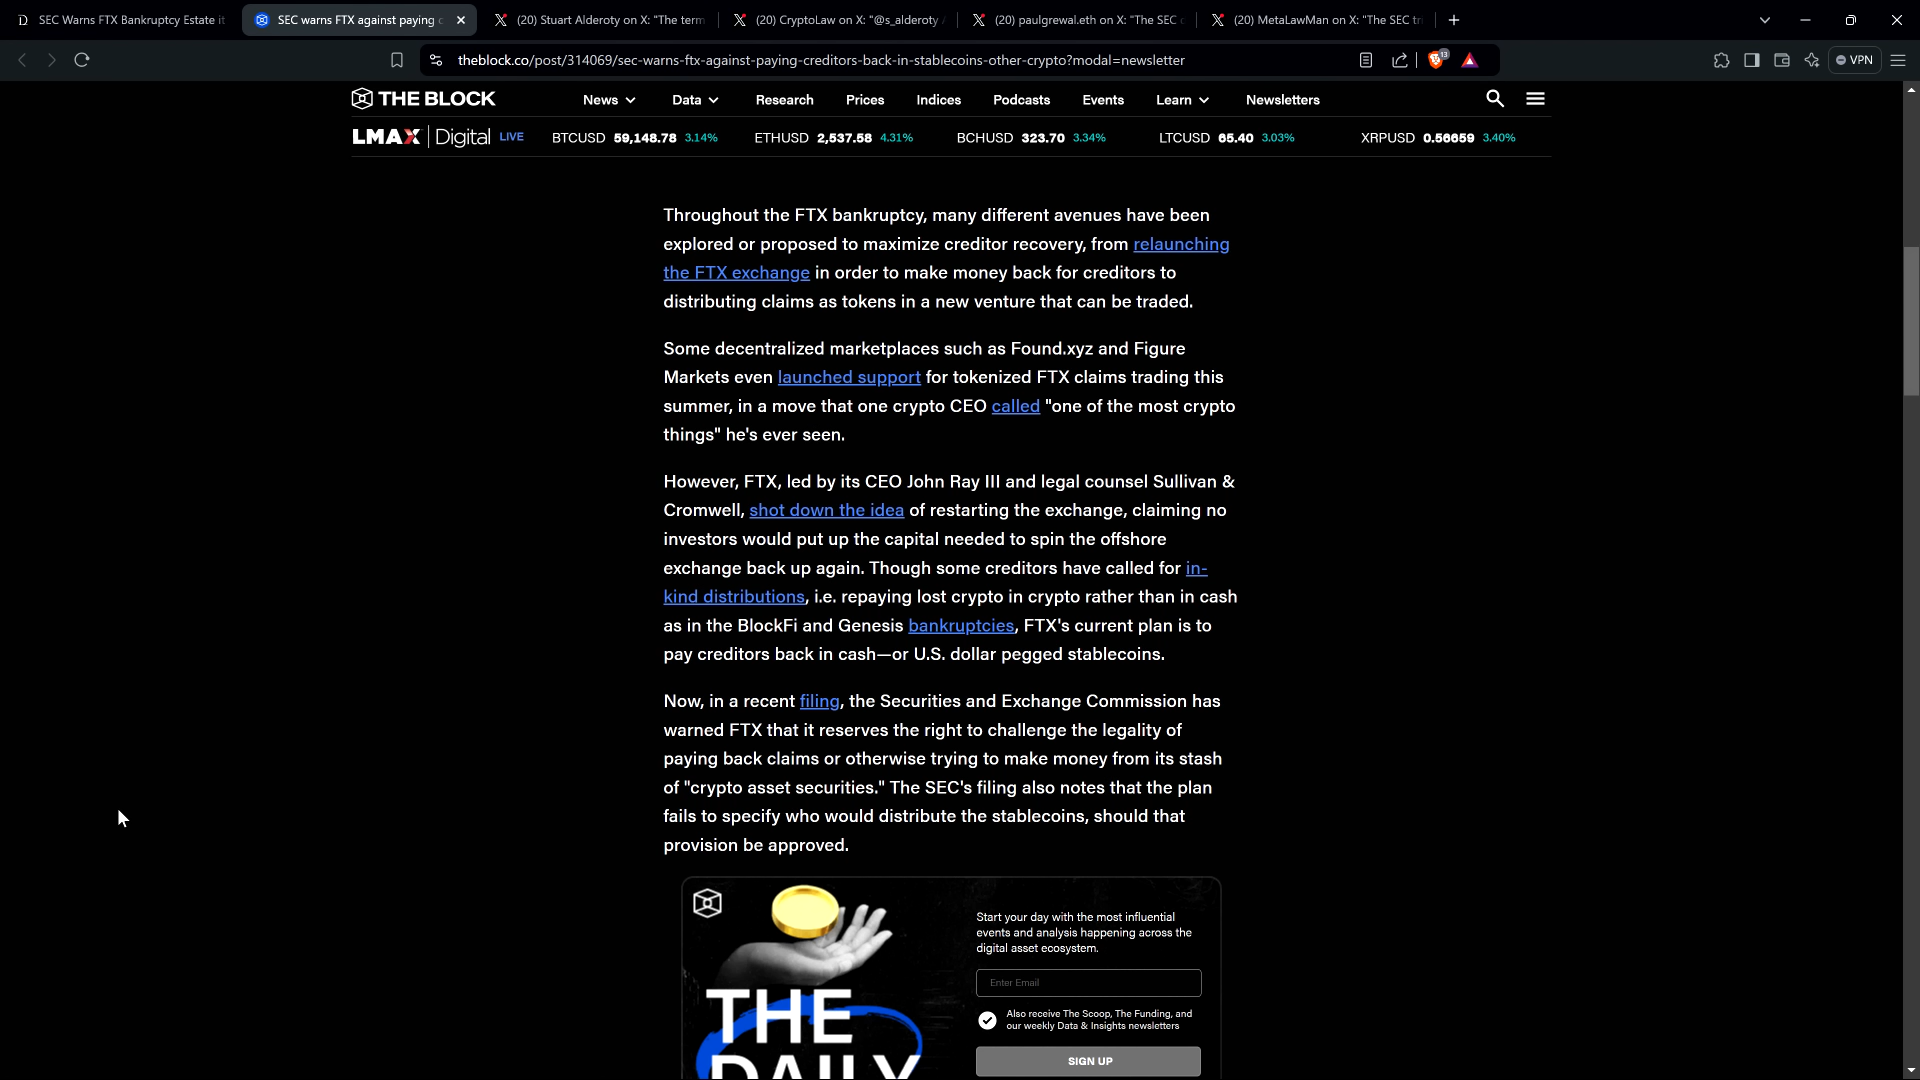 SEC Warns FTX Bankruptcy Estate it
SEC warns FTX against paying c
(20) Stuart Alderoty on X: "The term
(20) CryptoLaw on X: "@s_alderoty /
(20) paulgrewal.eth on X: "The SEC c
(20) MetaLawMan on X: "The SEC tr
theblock.co/post/314069/sec-warns-ftx-against-paying-creditors-back-in-stablecoins-other-crypto?modal=newsletter
13
VPN
THE BLOCK
News
Data
Research
Prices
Indices
Podcasts
Events
Learn
Newsletters
LMAX Digital LIVE
BTCUSD 59,148.78 3.14%
ETHUSD 2,537.58 4.31%
BCHUSD 323.70 3.34%
LTCUSD 65.40 3.03%
XRPUSD 0.56659 3.40%
Throughout the FTX bankruptcy, many different avenues have been
explored or proposed to maximize creditor recovery, from relaunching
the FTX exchange in order to make money back for creditors to
distributing claims as tokens in a new venture that can be traded.
Some decentralized marketplaces such as Found.xyz and Figure
Markets even launched support for tokenized FTX claims trading this
summer, in a move that one crypto CEO called "one of the most crypto
things" he's ever seen.
However, FTX, led by its CEO John Ray III and legal counsel Sullivan &
Cromwell, shot down the idea of restarting the exchange, claiming no
investors would put up the capital needed to spin the offshore
exchange back up again. Though some creditors have called for in-
kind distributions, i.e. repaying lost crypto in crypto rather than in cash
as in the BlockFi and Genesis bankruptcies, FTX's current plan is to
pay creditors back in cash—or U.S. dollar pegged stablecoins.
Now, in a recent filing, the Securities and Exchange Commission has
warned FTX that it reserves the right to challenge the legality of
paying back claims or otherwise trying to make money from its stash
of "crypto asset securities." The SEC's filing also notes that the plan
fails to specify who would distribute the stablecoins, should that
provision be approved.
THE
DAILY
Start your day with the most influential
events and analysis happening across the
digital asset ecosystem.
Enter Email
Also receive The Scoop, The Funding, and
our weekly Data & Insights newsletters
SIGN UP